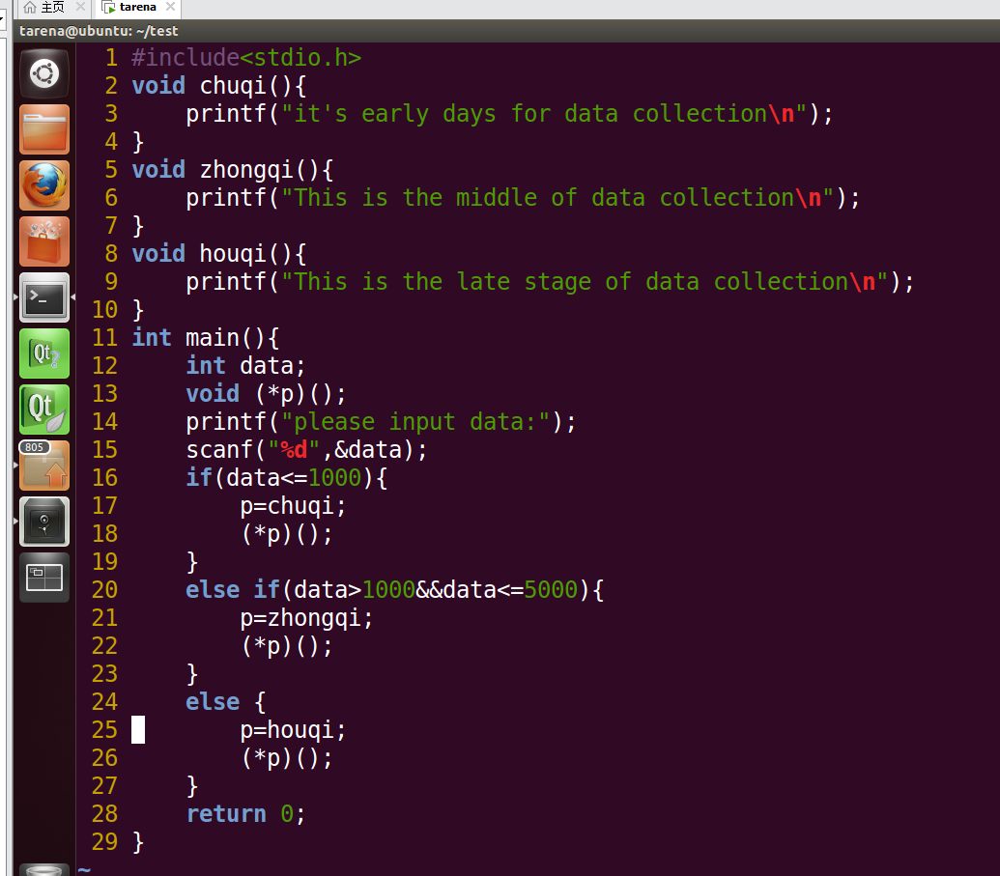 主页 tarena
tarena@ubuntu: ~/test
1 #include<stdio.h>
2 void chuqi(){
3     printf("it's early days for data collection\n");
4 }
5 void zhongqi(){
6     printf("This is the middle of data collection\n");
7 }
8 void houqi(){
9     printf("This is the late stage of data collection\n");
10 }
11 int main(){
12     int data;
13     void (*p)();
14     printf("please input data:");
15     scanf("%d",&data);
16     if(data<=1000){
17         p=chuqi;
18         (*p)();
19     }
20     else if(data>1000&&data<=5000){
21         p=zhongqi;
22         (*p)();
23     }
24     else {
25         p=houqi;
26         (*p)();
27     }
28     return 0;
29 }
~
Qt?
Qt
805